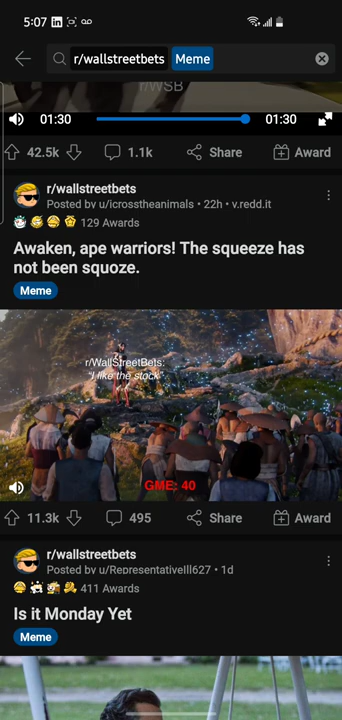 5:07
r/wallstreetbets Meme
r/WSB
01:30 01:30
42.5k 1.1k Share Award
r/wallstreetbets
Posted by u/icrosstheanimals • 22h • v.redd.it
129 Awards
Awaken, ape warriors! The squeeze has
not been squoze.
Meme
r/WallStreetBets:
"I like the stock"
GME: 40
11.3k 495 Share Award
r/wallstreetbets
Posted by u/RepresentativeIll627 • 1d
411 Awards
Is it Monday Yet
Meme